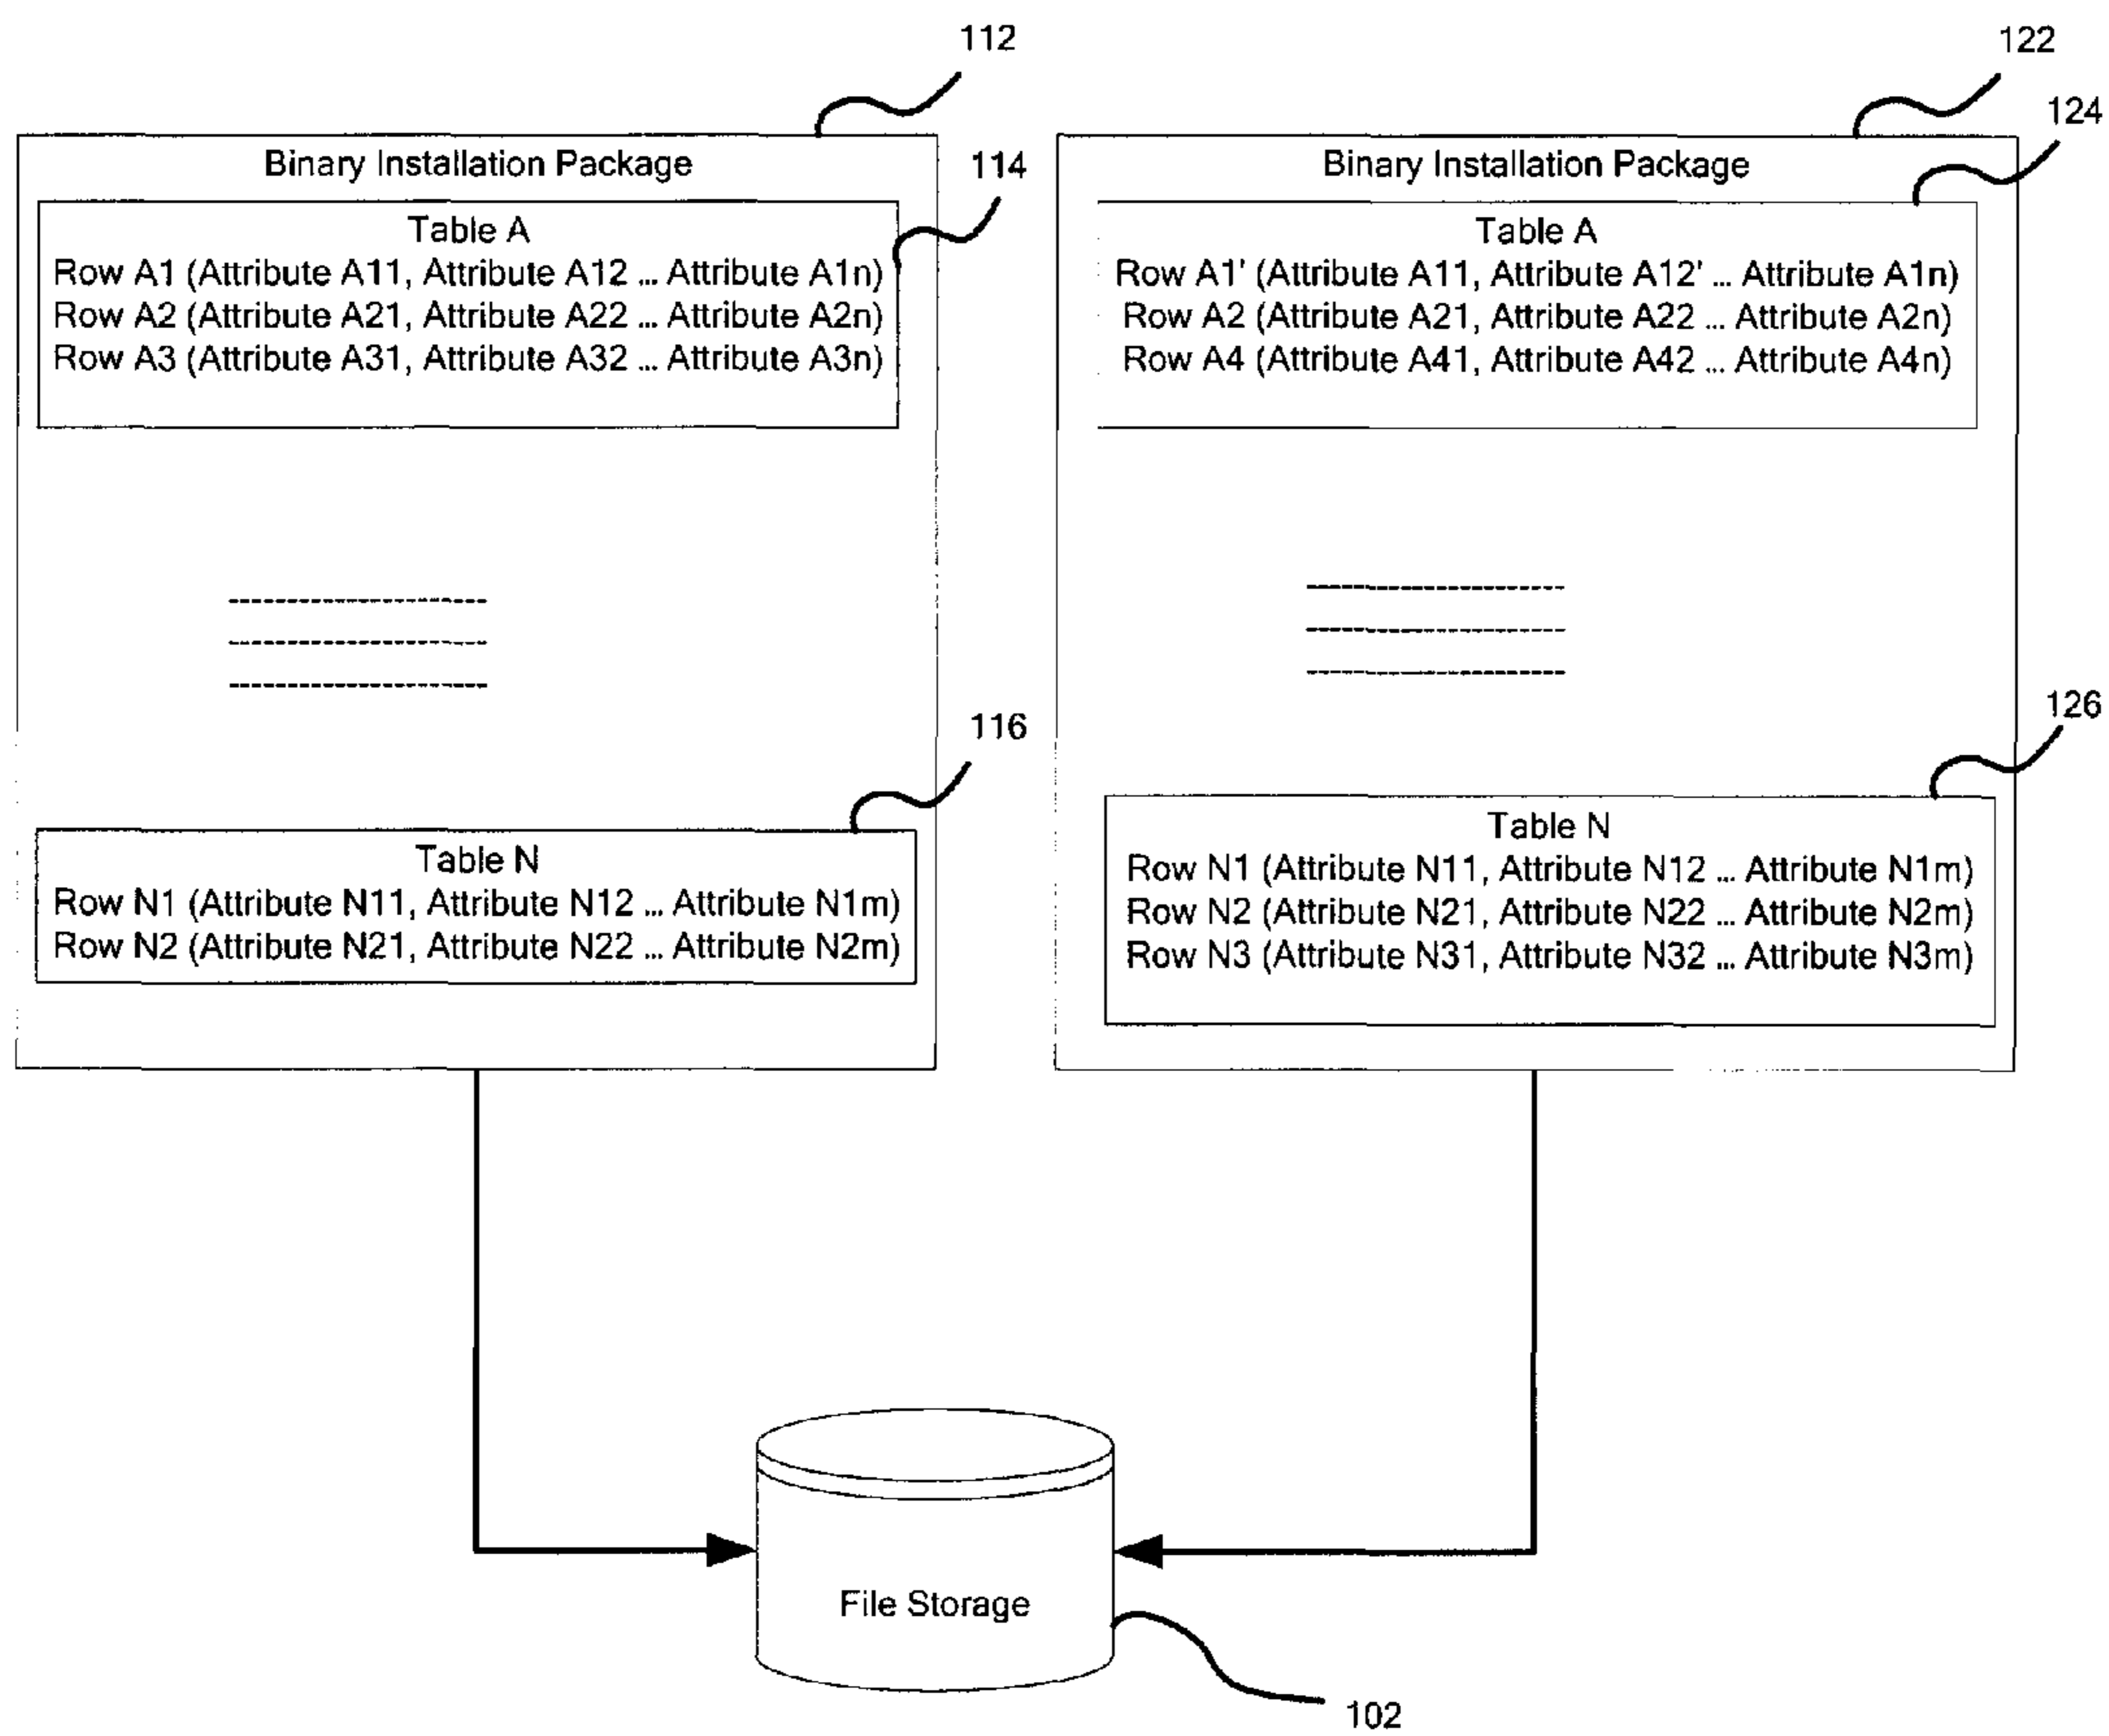 112
Binary Installation Package
114
Table A
Row A1 (Attribute A11, Attribute A12 ... Attribute A1n)
Row A2 (Attribute A21, Attribute A22 ... Attribute A2n)
Row A3 (Attribute A31, Attribute A32 ... Attribute A3n)
116
Table N
Row N1 (Attribute N11, Attribute N12 ... Attribute N1m)
Row N2 (Attribute N21, Attribute N22 ... Attribute N2m)
122
124
Binary Installation Package
Table A
Row A1' (Attribute A11, Attribute A12' ... Attribute A1n)
Row A2 (Attribute A21, Attribute A22 ... Attribute A2n)
Row A4 (Attribute A41, Attribute A42 ... Attribute A4n)
126
Table N
Row N1 (Attribute N11, Attribute N12 ... Attribute N1m)
Row N2 (Attribute N21, Attribute N22 ... Attribute N2m)
Row N3 (Attribute N31, Attribute N32 ... Attribute N3m)
File Storage
102